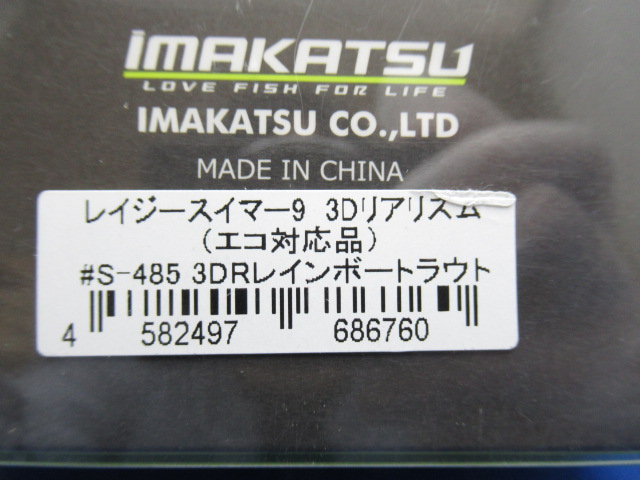 IMAKATSU
LOVE FISH FOR LIFE
IMAKATSU CO.,LTD
MADE IN CHINA
レイジースイマー9 3Dリアリズム
(エコ対応品)
#S-485 3DRレインボートラウト
4 582497 686760